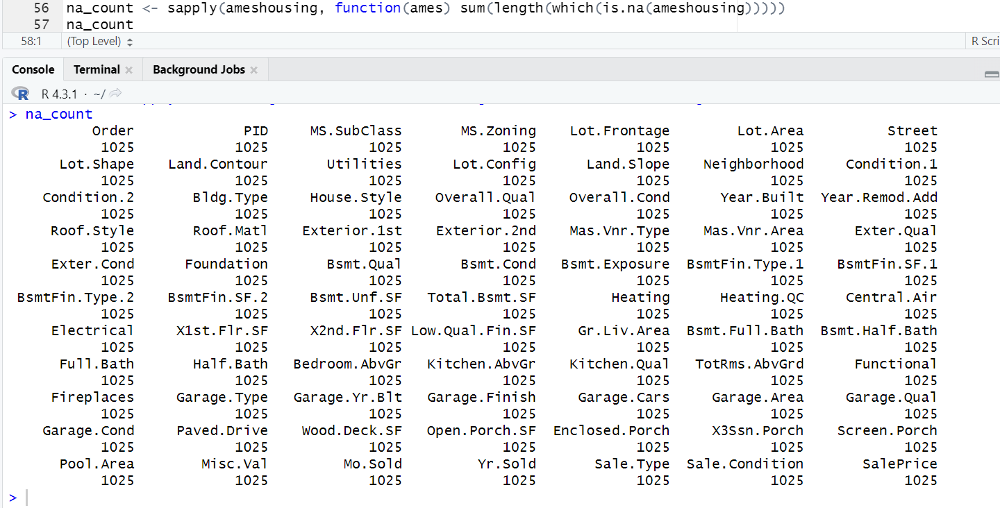 56 na_count <- sapply(ameshousing, function(ames) sum(length(which(is.na(ameshousing)))))
57 na_count
58:1 (Top Level) R Scri
Console Terminal Background Jobs
R R 4.3.1 · ~/
> na_count
Order PID MS.SubClass MS.Zoning Lot.Frontage Lot.Area Street
1025 1025 1025 1025 1025 1025 1025
Lot.Shape Land.Contour Utilities Lot.Config Land.Slope Neighborhood Condition.1
1025 1025 1025 1025 1025 1025 1025
Condition.2 Bldg.Type House.Style Overall.Qual Overall.Cond Year.Built Year.Remod.Add
1025 1025 1025 1025 1025 1025 1025
Roof.Style Roof.Matl Exterior.1st Exterior.2nd Mas.Vnr.Type Mas.Vnr.Area Exter.Qual
1025 1025 1025 1025 1025 1025 1025
Exter.Cond Foundation Bsmt.Qual Bsmt.Cond Bsmt.Exposure BsmtFin.Type.1 BsmtFin.SF.1
1025 1025 1025 1025 1025 1025 1025
BsmtFin.Type.2 BsmtFin.SF.2 Bsmt.Unf.SF Total.Bsmt.SF Heating Heating.QC Central.Air
1025 1025 1025 1025 1025 1025 1025
Electrical X1st.Flr.SF X2nd.Flr.SF Low.Qual.Fin.SF Gr.Liv.Area Bsmt.Full.Bath Bsmt.Half.Bath
1025 1025 1025 1025 1025 1025 1025
Full.Bath Half.Bath Bedroom.AbvGr Kitchen.AbvGr Kitchen.Qual TotRms.AbvGrd Functional
1025 1025 1025 1025 1025 1025 1025
Fireplaces Garage.Type Garage.Yr.Blt Garage.Finish Garage.Cars Garage.Area Garage.Qual
1025 1025 1025 1025 1025 1025 1025
Garage.Cond Paved.Drive Wood.Deck.SF Open.Porch.SF Enclosed.Porch X3Ssn.Porch Screen.Porch
1025 1025 1025 1025 1025 1025 1025
Pool.Area Misc.Val Mo.Sold Yr.Sold Sale.Type Sale.Condition SalePrice
1025 1025 1025 1025 1025 1025 1025
>